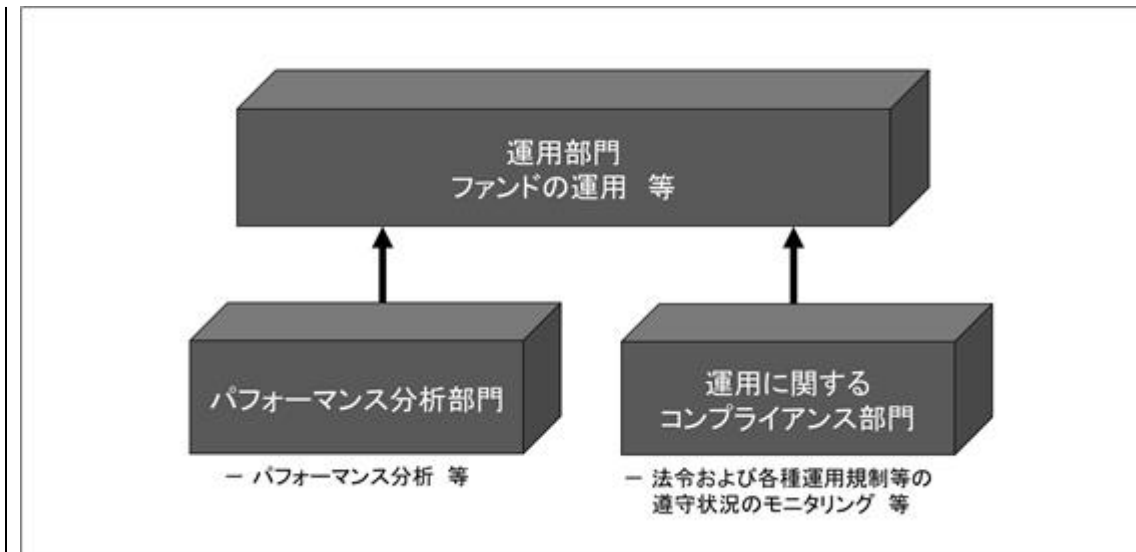 運用部門
ファンドの運用 等
パフォーマンス分析部門
－ パフォーマンス分析 等
運用に関する
コンプライアンス部門
－ 法令および各種運用規制等の
遵守状況のモニタリング 等